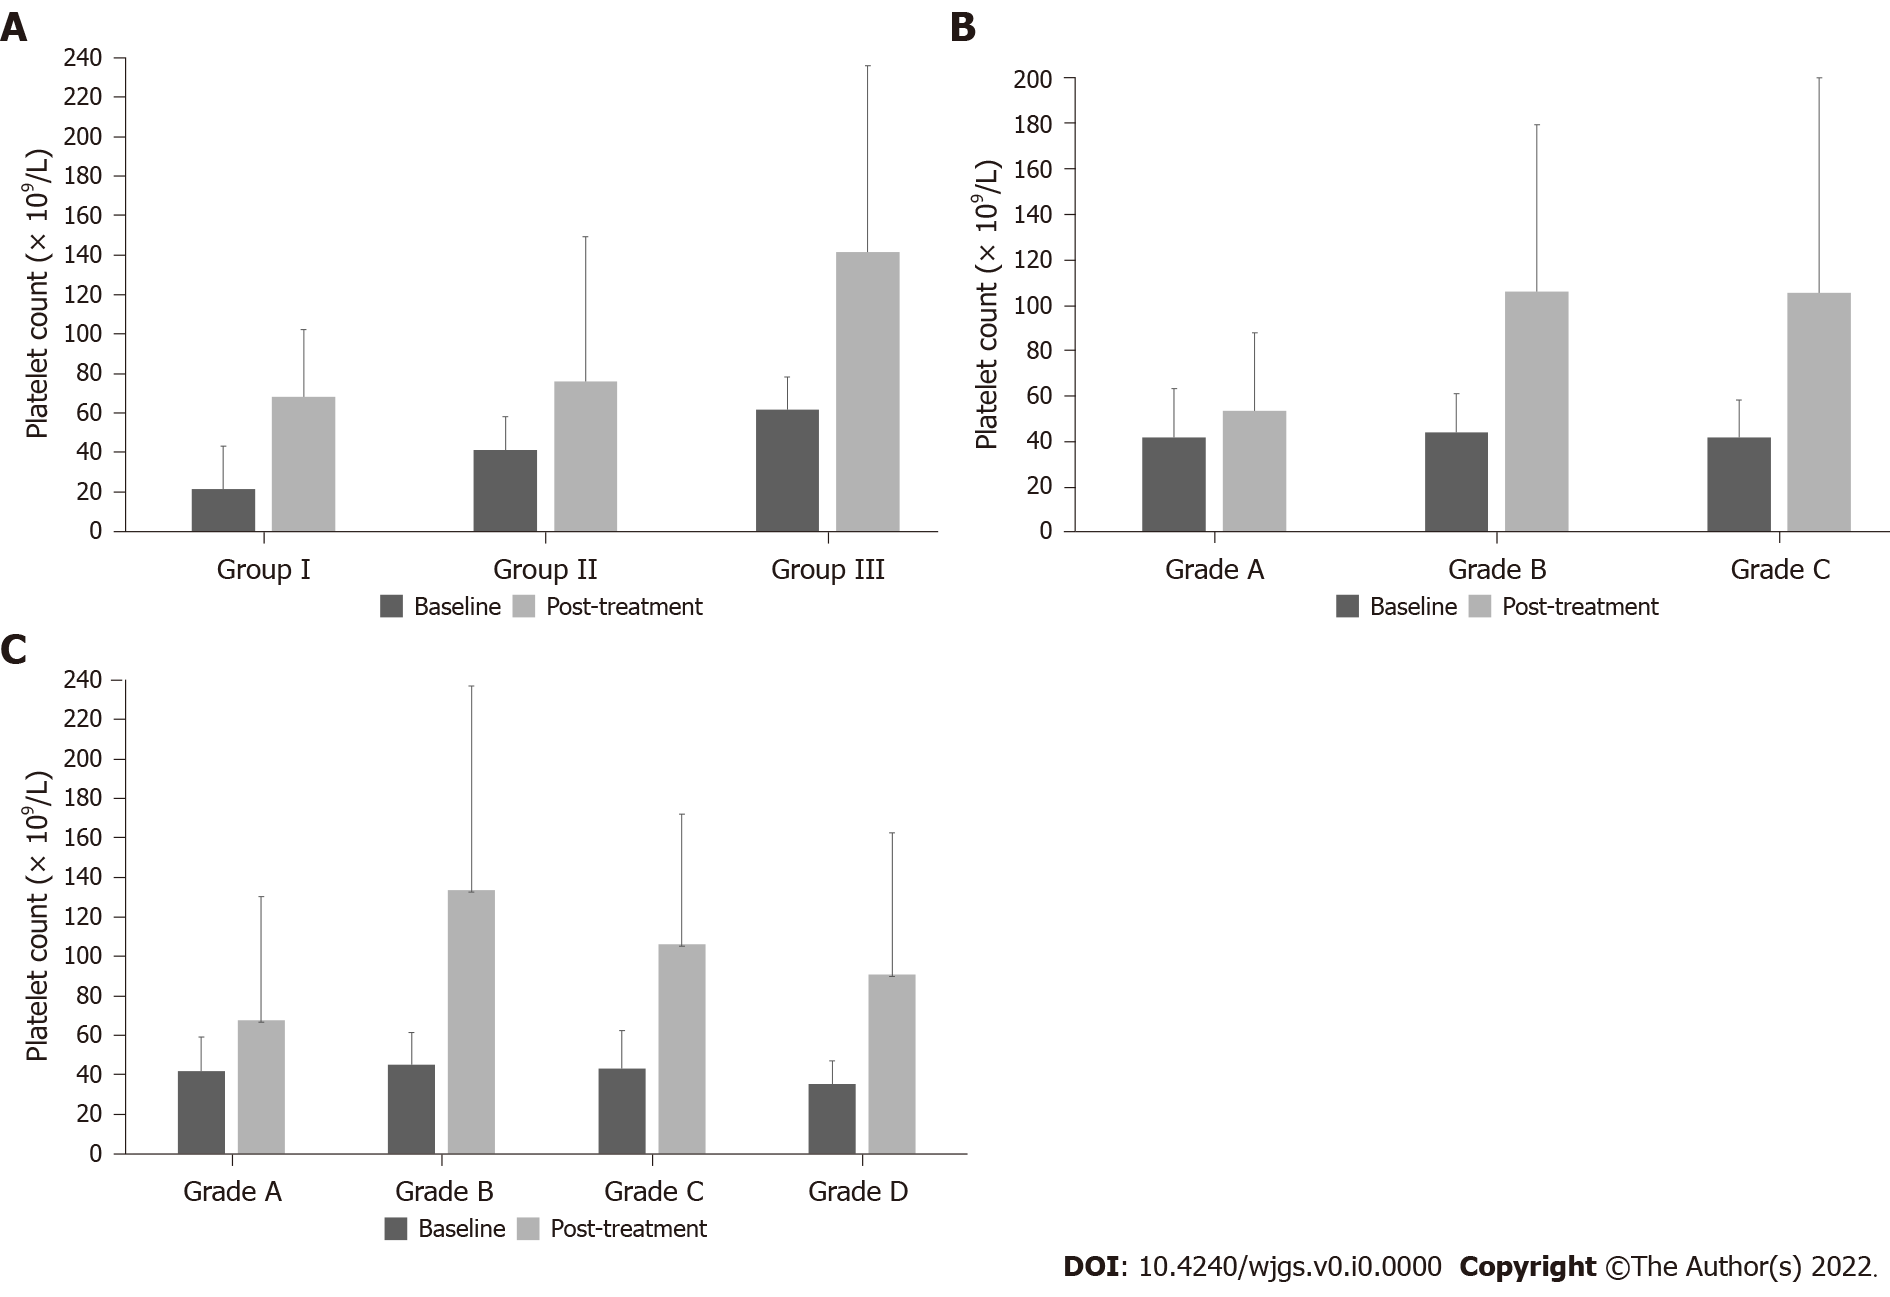 A
Platelet count (× 10⁹/L)
240
220
200
180
160
140
120
100
80
60
40
20
0
Group I Group II Group III
Baseline Post-treatment
B
Platelet count (× 10⁹/L)
200
180
160
140
120
100
80
60
40
20
0
Grade A Grade B Grade C
Baseline Post-treatment
C
Platelet count (× 10⁹/L)
240
220
200
180
160
140
120
100
80
60
40
20
0
Grade A Grade B Grade C Grade D
Baseline Post-treatment
DOI: 10.4240/wjgs.v0.i0.0000 Copyright ©The Author(s) 2022.